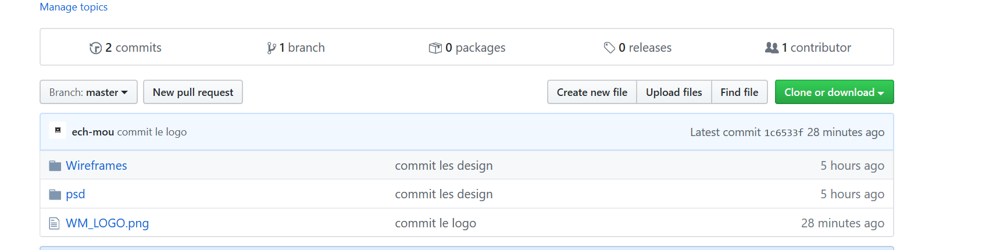 Manage topics
2 commits 1 branch 0 packages 0 releases 1 contributor
Branch: master New pull request Create new file Upload files Find file Clone or download
ech-mou commit le logo Latest commit 1c6533f 28 minutes ago
Wireframes commit les design 5 hours ago
psd commit les design 5 hours ago
WM_LOGO.png commit le logo 28 minutes ago